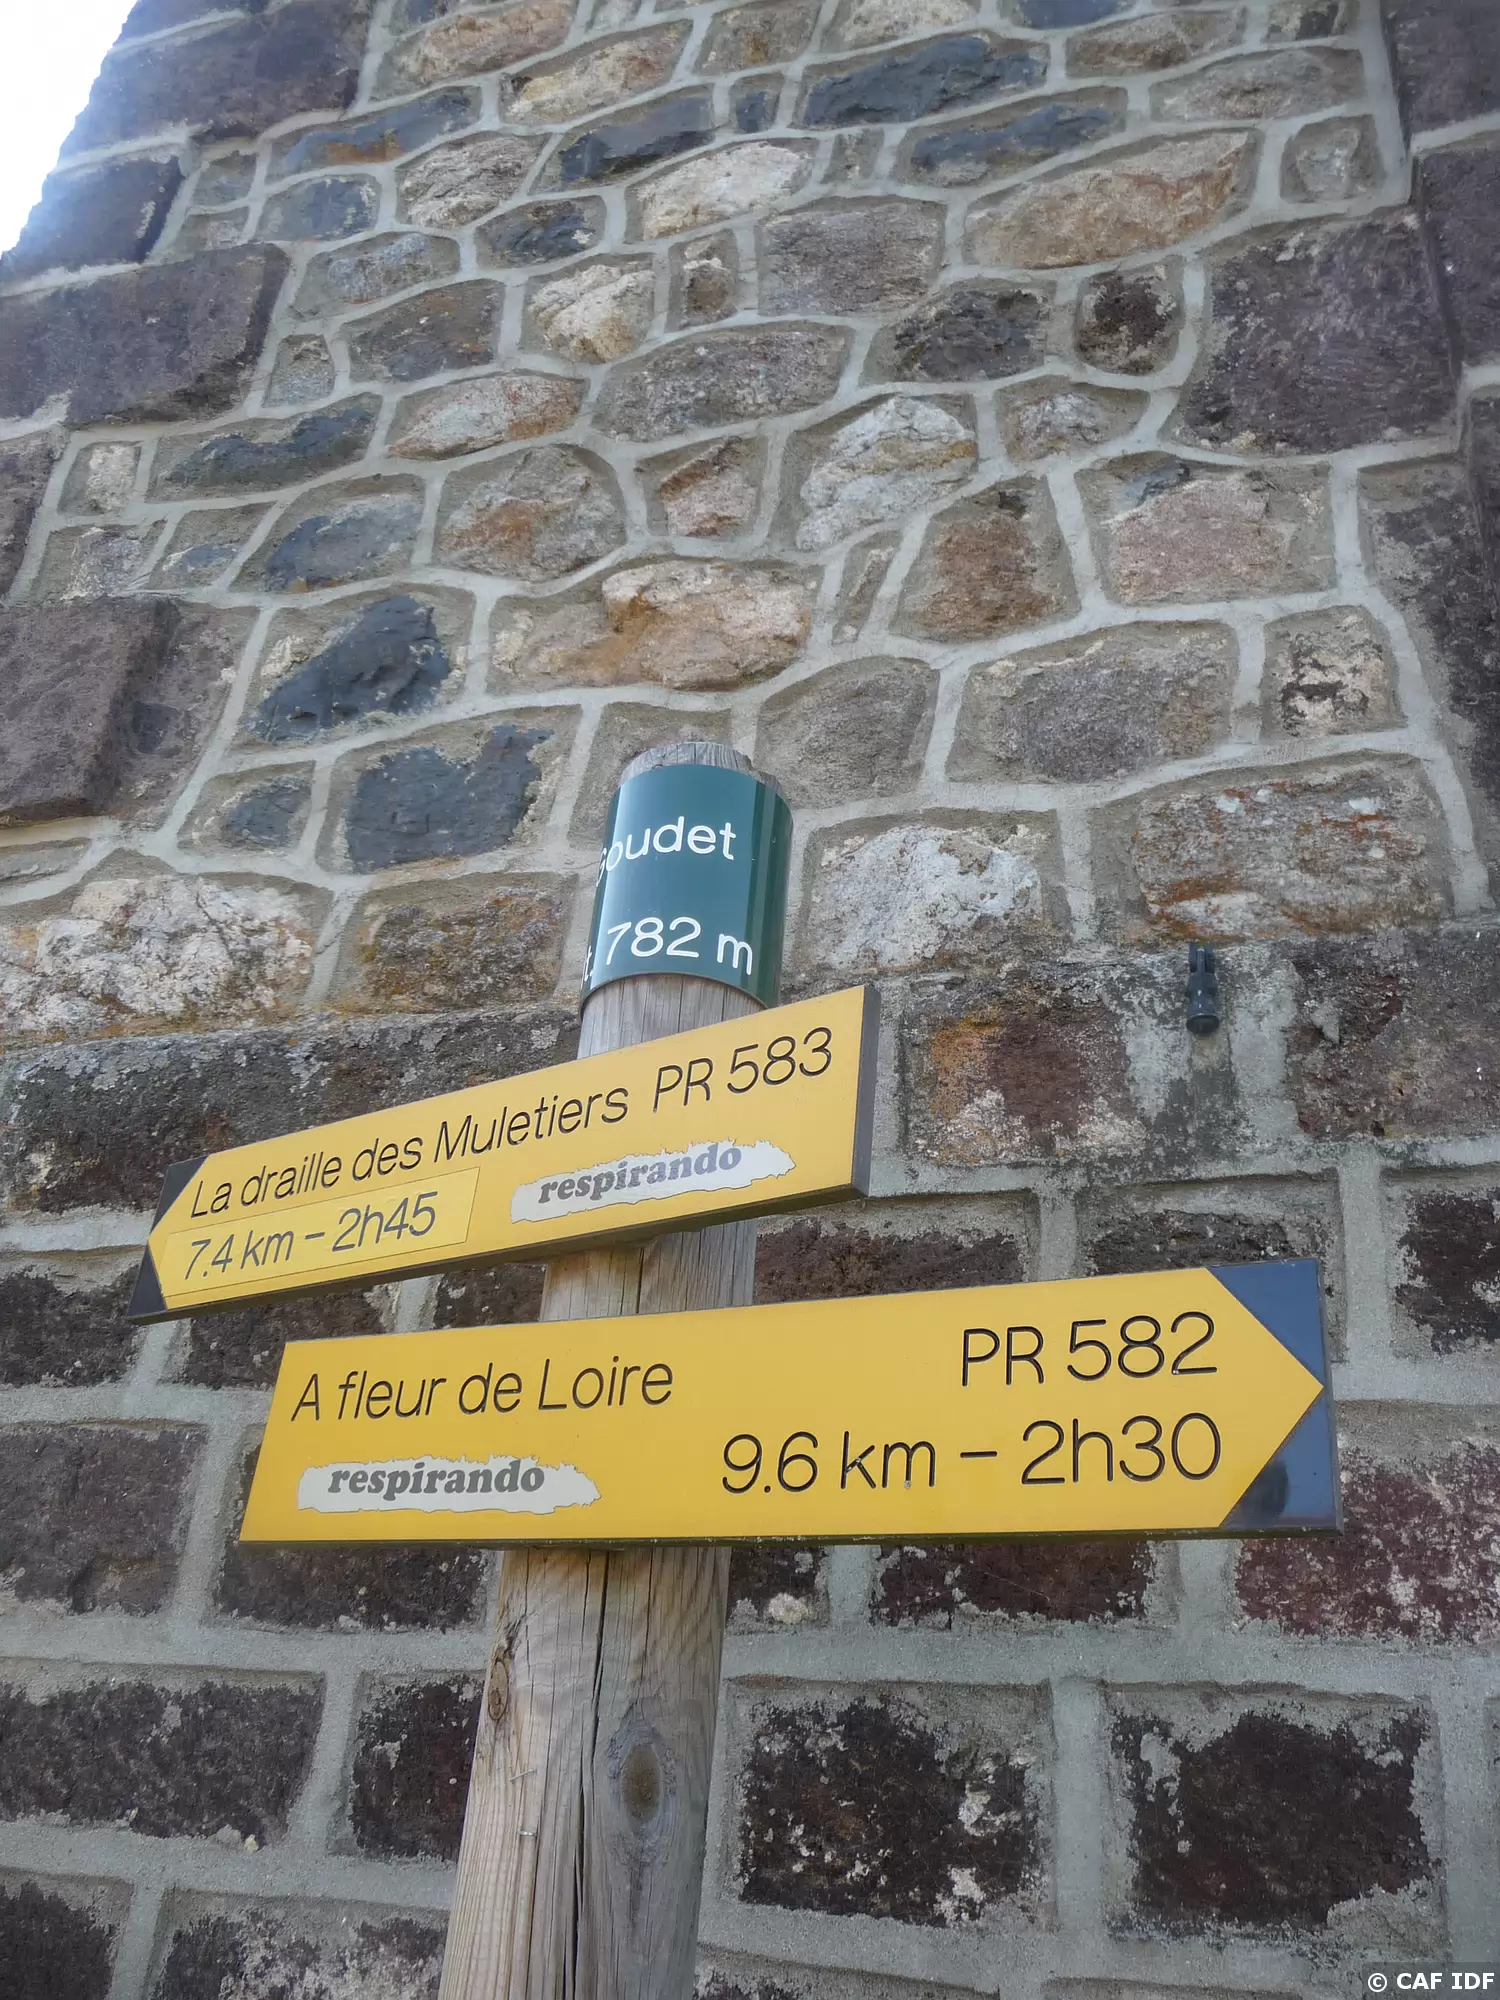 Goudet
t. 782 m
La draille des Muletiers PR 583
7.4 km - 2h45
respirando
A fleur de Loire PR 582
9.6 km - 2h30
respirando
© CAF IDF